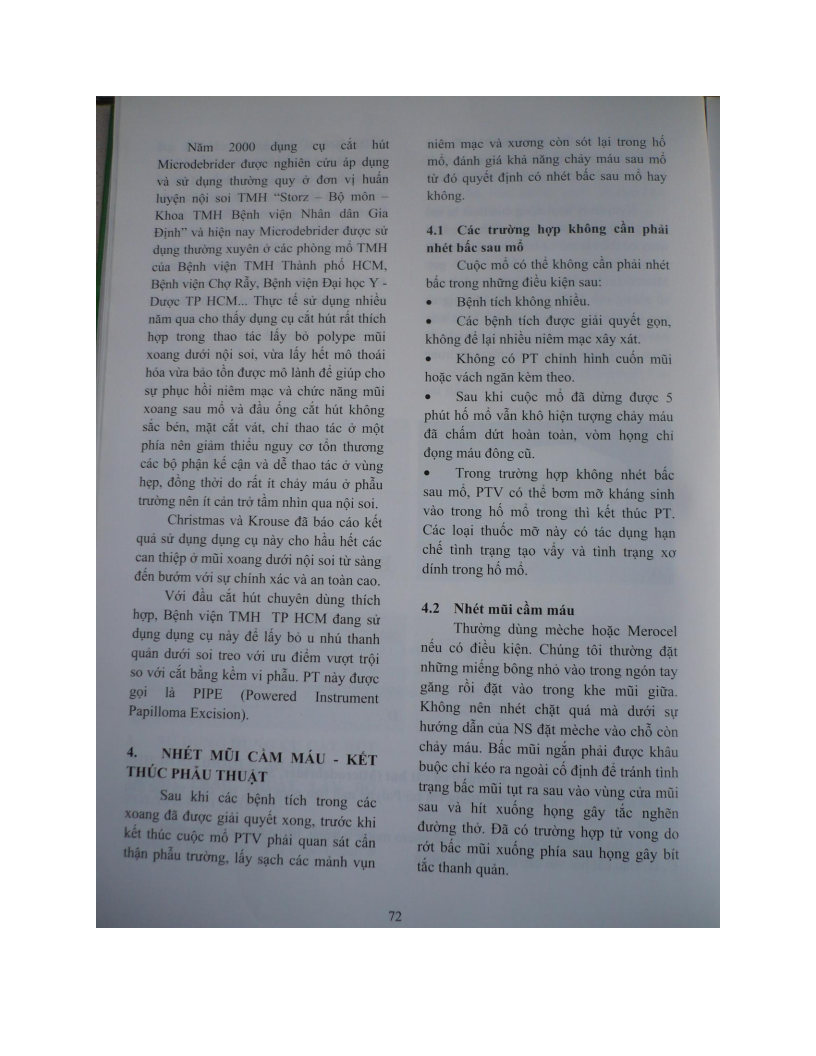 Năm 2000 dụng cụ cắt hút
Microdebrider được nghiên cứu áp dụng
và sử dụng thường quy ở đơn vị huấn
luyện nội soi TMH “Storz – Bộ môn –
Khoa TMH Bệnh viện Nhân dân Gia
Định” và hiện nay Microdebrider được sử
dụng thường xuyên ở các phòng mổ TMH
của Bệnh viện TMH Thành phố HCM,
Bệnh viện Chợ Rẫy, Bệnh viện Đại học Y -
Dược TP HCM... Thực tế sử dụng nhiều
năm qua cho thấy dụng cụ cắt hút rất thích
hợp trong thao tác lấy bỏ polype mũi
xoang dưới nội soi, vừa lấy hết mô thoái
hóa vừa bảo tồn được mô lành để giúp cho
sự phục hồi niêm mạc và chức năng mũi
xoang sau mổ và đầu ống cắt hút không
sắc bén, mặt cắt vát, chỉ thao tác ở một
phía nên giảm thiểu nguy cơ tổn thương
các bộ phận kế cận và dễ thao tác ở vùng
hẹp, đồng thời do rất ít chảy máu ở phẫu
trường nên ít cản trở tầm nhìn qua nội soi.
Christmas và Krouse đã báo cáo kết
quả sử dụng dụng cụ này cho hầu hết các
can thiệp ở mũi xoang dưới nội soi từ sàng
đến bướm với sự chính xác và an toàn cao.
Với đầu cắt hút chuyên dùng thích
hợp, Bệnh viện TMH TP HCM đang sử
dụng dụng cụ này để lấy bỏ u nhú thanh
quản dưới soi treo với ưu điểm vượt trội
so với cắt bằng kềm vi phẫu. PT này được
gọi là PIPE (Powered Instrument
Papilloma Excision).
4. NHÉT MŨI CẦM MÁU - KẾT
THÚC PHẪU THUẬT
Sau khi các bệnh tích trong các
xoang đã được giải quyết xong, trước khi
kết thúc cuộc mổ PTV phải quan sát cẩn
thận phẫu trường, lấy sạch các mảnh vụn
niêm mạc và xương còn sót lại trong hố
mổ, đánh giá khả năng chảy máu sau mổ
từ đó quyết định có nhét bấc sau mổ hay
không.
4.1 Các trường hợp không cần phải
nhét bấc sau mổ
Cuộc mổ có thể không cần phải nhét
bấc trong những điều kiện sau:
• Bệnh tích không nhiều.
• Các bệnh tích được giải quyết gọn,
không để lại nhiều niêm mạc xây xát.
• Không có PT chỉnh hình cuốn mũi
hoặc vách ngăn kèm theo.
• Sau khi cuộc mổ đã dừng được 5
phút hố mổ vẫn khô hiện tượng chảy máu
đã chấm dứt hoàn toàn, vòm họng chỉ
đọng máu đông cũ.
• Trong trường hợp không nhét bấc
sau mổ, PTV có thể bơm mỡ kháng sinh
vào trong hố mổ trong thì kết thúc PT.
Các loại thuốc mỡ này có tác dụng hạn
chế tình trạng tạo vẩy và tình trạng xơ
dính trong hố mổ.
4.2 Nhét mũi cầm máu
Thường dùng mèche hoặc Merocel
nếu có điều kiện. Chúng tôi thường đặt
những miếng bông nhỏ vào trong ngón tay
găng rồi đặt vào trong khe mũi giữa.
Không nên nhét chặt quá mà dưới sự
hướng dẫn của NS đặt mèche vào chỗ còn
chảy máu. Bấc mũi ngắn phải được khâu
buộc chỉ kéo ra ngoài cố định để tránh tình
trạng bấc mũi tụt ra sau vào vùng cửa mũi
sau và hít xuống họng gây tắc nghẽn
đường thở. Đã có trường hợp tử vong do
rớt bấc mũi xuống phía sau họng gây bít
tắc thanh quản.
72